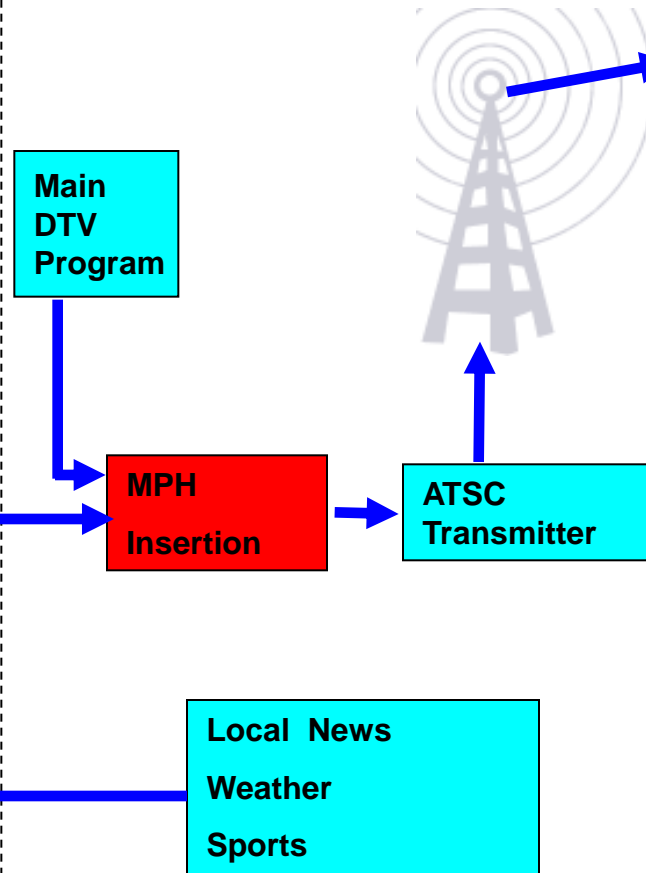 Main
DTV
Program
MPH
Insertion
ATSC
Transmitter
Local News
Weather
Sports